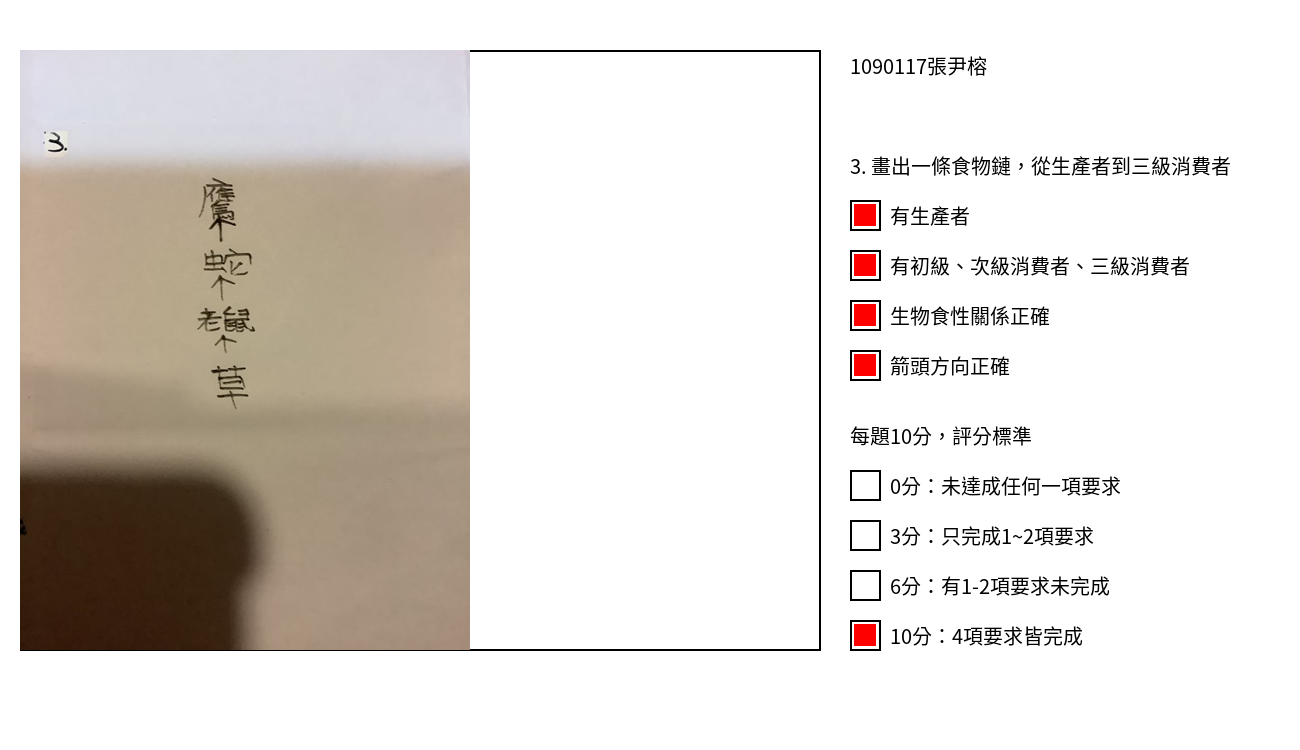 3.
鷹
↑
蛇
↑
老鼠
↑
草
1090117張尹榕
3. 畫出一條食物鏈，從生產者到三級消費者
有生產者
有初級、次級消費者、三級消費者
生物食性關係正確
箭頭方向正確
每題10分，評分標準
0分：未達成任何一項要求
3分：只完成1~2項要求
6分：有1-2項要求未完成
10分：4項要求皆完成